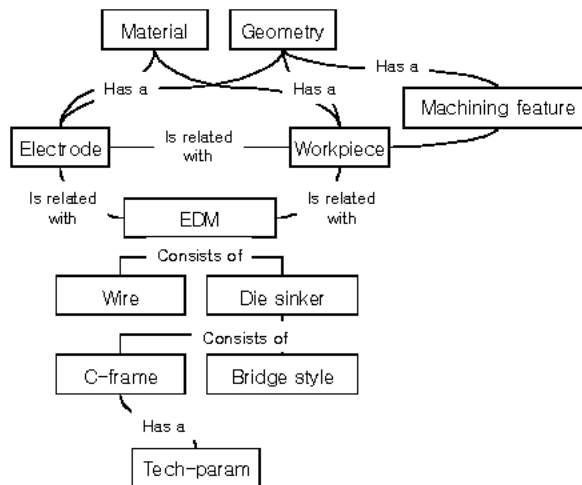 Material
Geometry
Has a
Has a
Has a
Machining feature
Electrode
Is related
with
Workpiece
Is related
with
Is related
with
EDM
Consists of
Wire
Die sinker
Consists of
C-frame
Bridge style
Has a
Tech-param